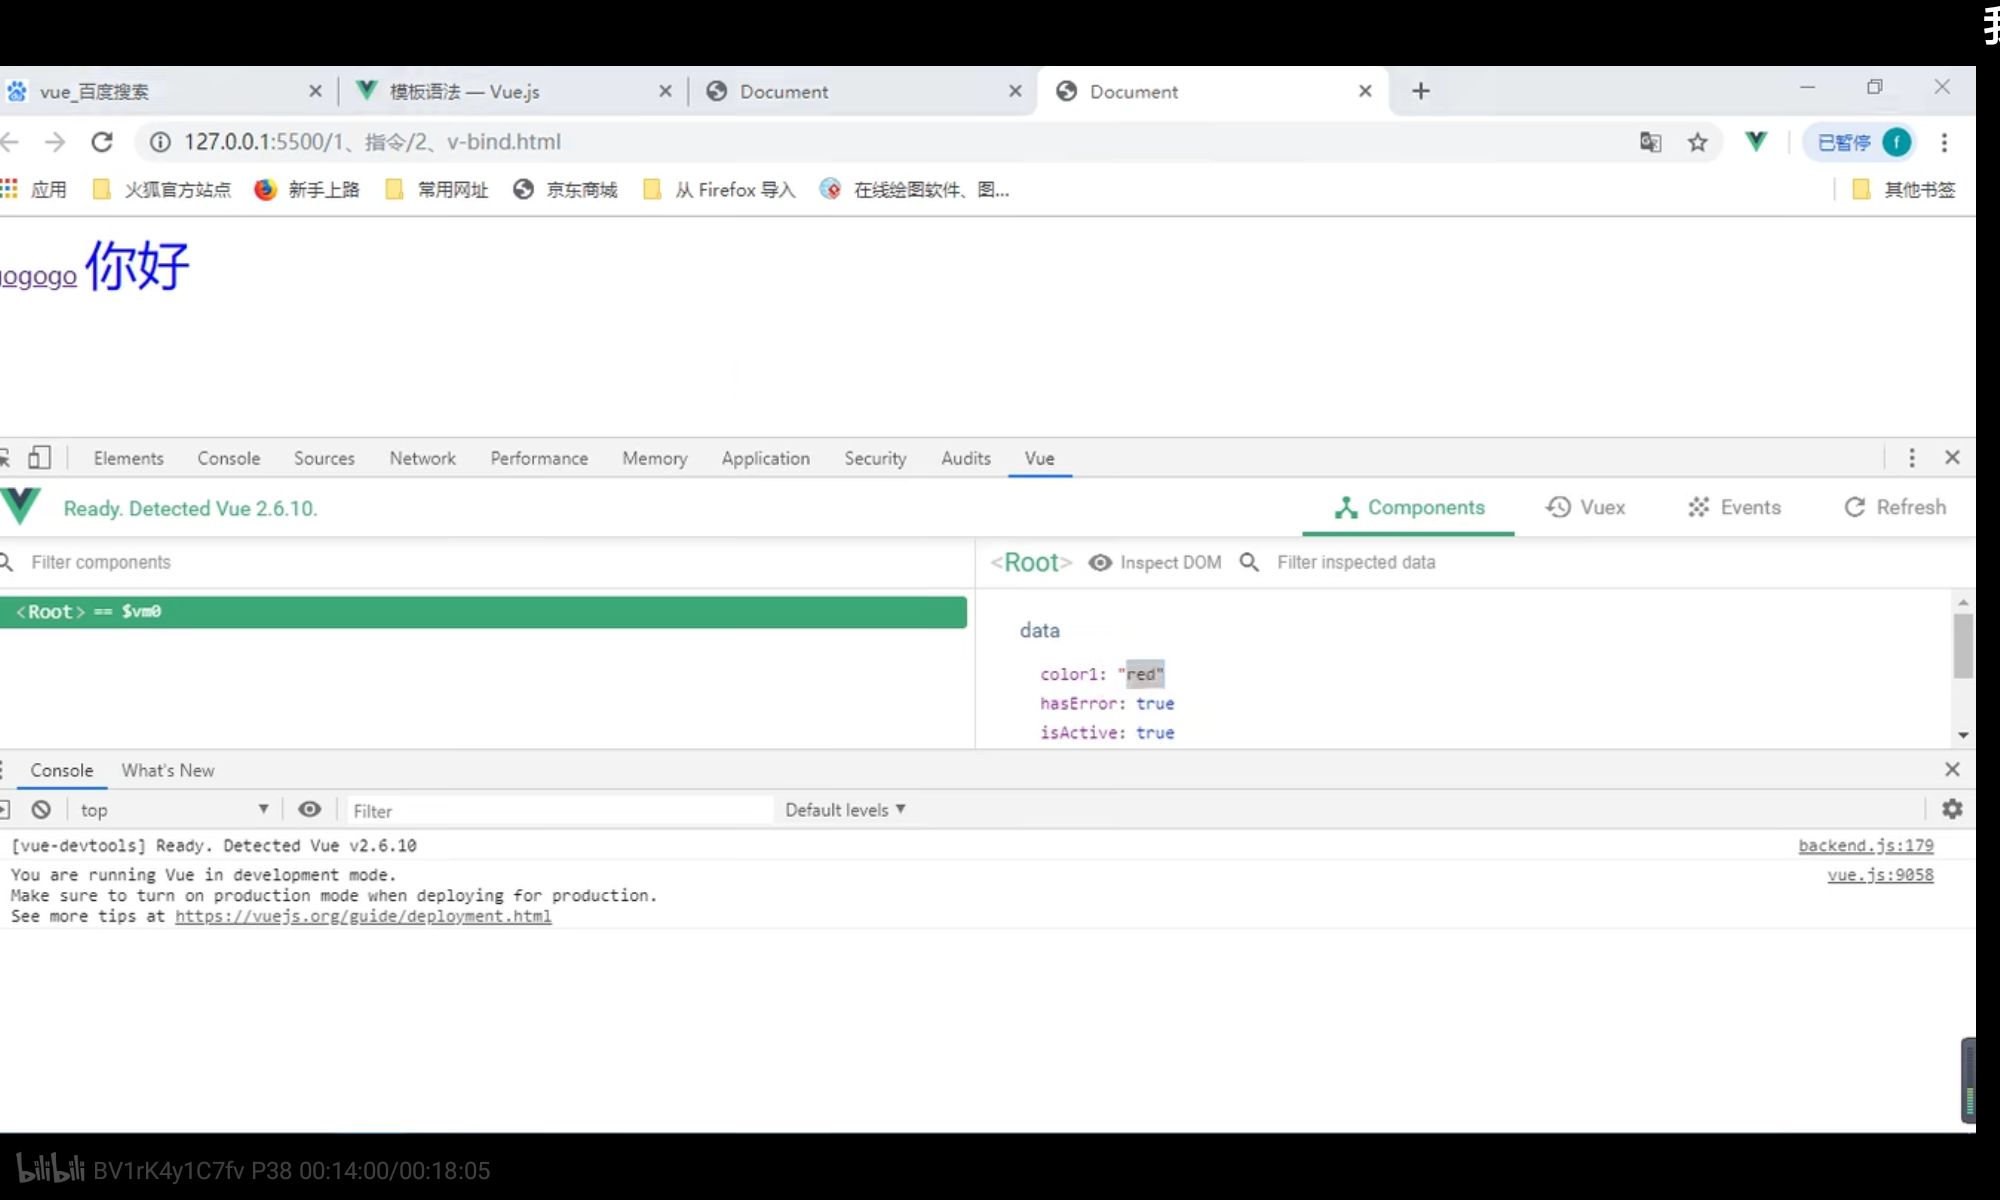 vue_百度搜索
模板语法 — Vue.js
Document
Document
127.0.0.1:5500/1、指令/2、v-bind.html
已暂停
f
应用
火狐官方站点
新手上路
常用网址
京东商城
从 Firefox 导入
在线绘图软件、图...
其他书签
ogogo 你好
Elements Console Sources Network Performance Memory Application Security Audits Vue
Ready. Detected Vue 2.6.10.
Components Vuex Events Refresh
Filter components
<Root> Inspect DOM Filter inspected data
<Root> == $vm0
data
color1: "red"
hasError: true
isActive: true
Console What's New
top Filter Default levels ▼
[vue-devtools] Ready. Detected Vue v2.6.10 backend.js:179
You are running Vue in development mode. vue.js:9058
Make sure to turn on production mode when deploying for production.
See more tips at https://vuejs.org/guide/deployment.html
bilibili BV1rK4y1C7fv P38 00:14:00/00:18:05